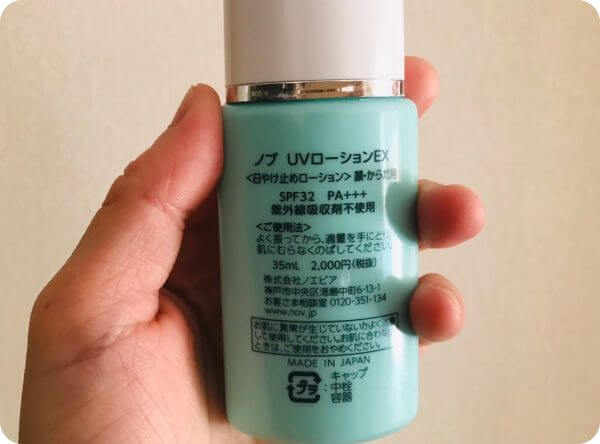 ノブ UVローションEX
<日やけ止めローション> 顔・からだ用
SPF32 PA+++
紫外線吸収剤不使用
<ご使用法>
よく振ってから、適量を手にとり、
肌にむらなくのばしてください。
35mL 2,000円(税抜)
株式会社ノエビア
神戸市中央区港島中町6-13-1
お客さま相談室 0120-351-134
www.nov.jp
お肌に異常が生じていないかよく注意
して使用してください。お肌に合わない
ときは、ご使用をおやめください。
MADE IN JAPAN
プラ
キャップ
:中栓
容器